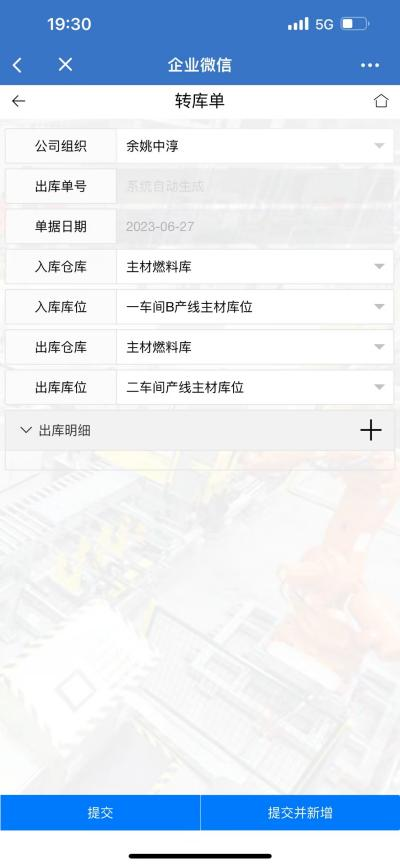 19:30
5G
企业微信
转库单
公司组织 余姚中淳
出库单号 系统自动生成
单据日期 2023-06-27
入库仓库 主材燃料库
入库库位 一车间B产线主材库位
出库仓库 主材燃料库
出库库位 二车间产线主材库位
出库明细
提交 提交并新增